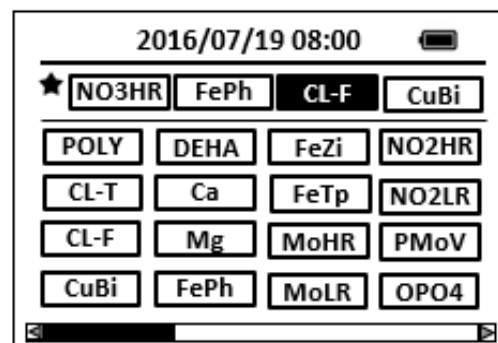 2016/07/19 08:00
NO3HR FePh CL-F CuBi
POLY DEHA FeZi NO2HR
CL-T Ca FeTp NO2LR
CL-F Mg MoHR PMoV
CuBi FePh MoLR OPO4